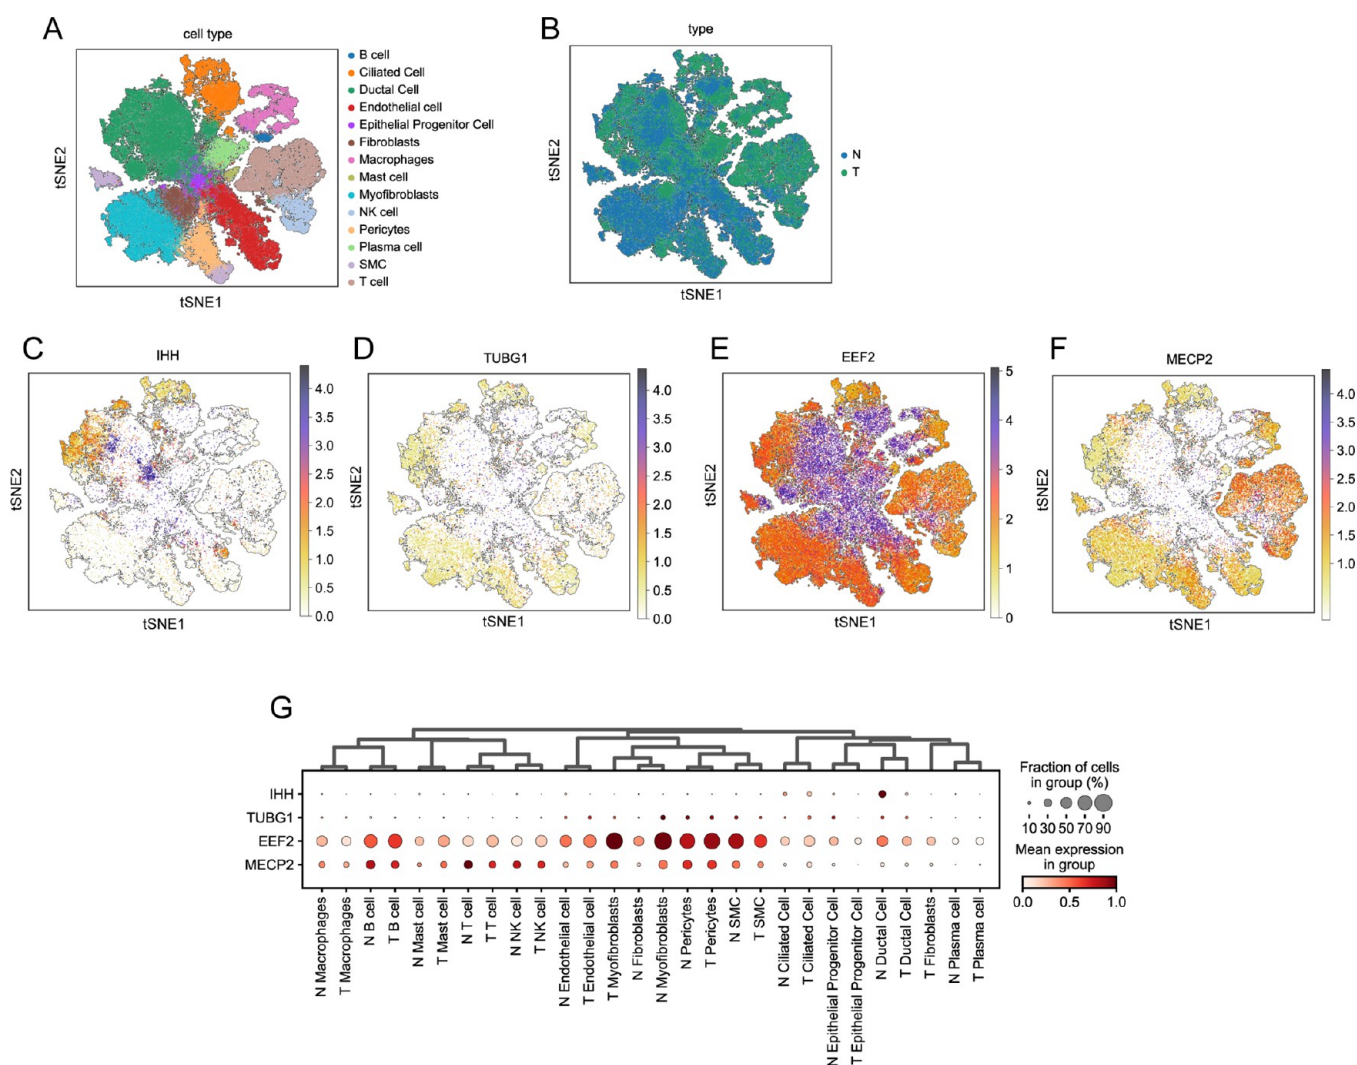 A
cell type
tSNE2
tSNE1
B cell
Ciliated Cell
Ductal Cell
Endothelial cell
Epithelial Progenitor Cell
Fibroblasts
Macrophages
Mast cell
Myofibroblasts
NK cell
Pericytes
Plasma cell
SMC
T cell
B
type
tSNE2
tSNE1
N
T
C
IHH
tSNE2
tSNE1
4.0
3.5
3.0
2.5
2.0
1.5
1.0
0.5
0.0
D
TUBG1
tSNE2
tSNE1
4.0
3.5
3.0
2.5
2.0
1.5
1.0
0.5
0.0
E
EEF2
tSNE2
tSNE1
5
4
3
2
1
0
F
MECP2
tSNE2
tSNE1
4.0
3.5
3.0
2.5
2.0
1.5
1.0
G
IHH
TUBG1
EEF2
MECP2
N Macrophages
T Macrophages
N B cell
T B cell
N Mast cell
T Mast cell
N T cell
T T cell
N NK cell
T NK cell
N Endothelial cell
T Endothelial cell
T Myofibroblasts
N Fibroblasts
N Myofibroblasts
N Pericytes
T Pericytes
N SMC
T SMC
N Ciliated Cell
T Ciliated Cell
N Epithelial Progenitor Cell
T Epithelial Progenitor Cell
N Ductal Cell
T Ductal Cell
T Fibroblasts
N Plasma cell
T Plasma cell
Fraction of cells
in group (%)
10 30 50 70 90
Mean expression
in group
0.0 0.5 1.0